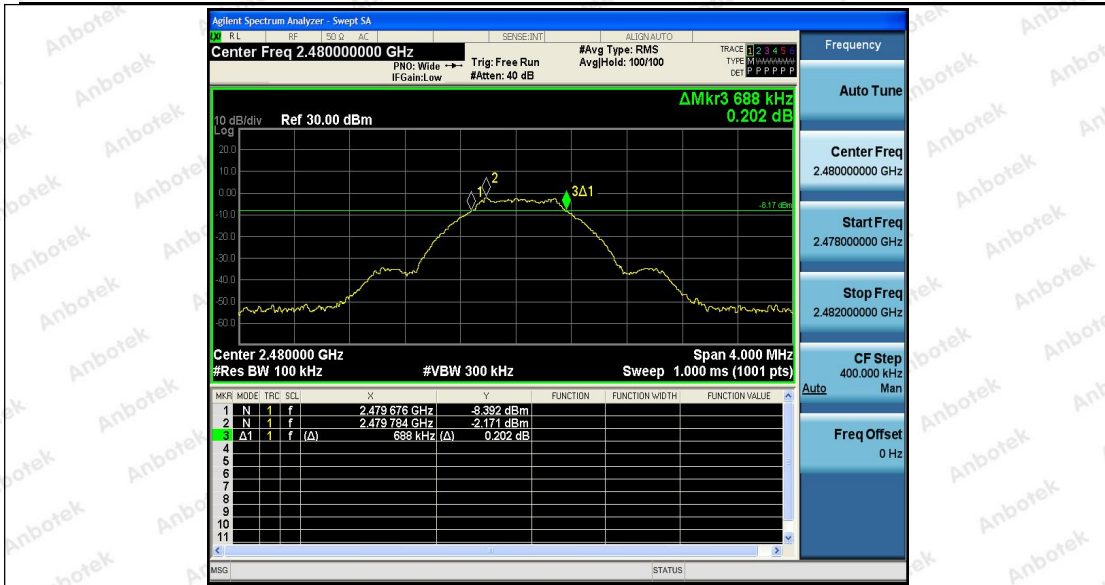 Agilent Spectrum Analyzer - Swept SA
RL RF 50 Ω AC SENSE:INT ALIGNAUTO
Center Freq 2.480000000 GHz
PNO: Wide
IFGain:Low
Trig: Free Run
#Atten: 40 dB
#Avg Type: RMS
Avg|Hold: 100/100
TRACE 1 2 3 4 5 6
TYPE M
DET P P P P P P
ΔMkr3 688 kHz
0.202 dB
10 dB/div Ref 30.00 dBm
Log
20.0
10.0
0.00
-10.0
-20.0
-30.0
-40.0
-50.0
-60.0
1
2
3Δ1
-8.17 dBm
Center 2.480000 GHz Span 4.000 MHz
#Res BW 100 kHz #VBW 300 kHz Sweep 1.000 ms (1001 pts)
MKR MODE TRC SCL X Y FUNCTION FUNCTION WIDTH FUNCTION VALUE
1 N 1 f 2.479 676 GHz -8.392 dBm
2 N 1 f 2.479 784 GHz -2.171 dBm
3 Δ1 1 f (Δ) 688 kHz (Δ) 0.202 dB
4
5
6
7
8
9
10
11
MSG STATUS
Frequency
Auto Tune
Center Freq
2.480000000 GHz
Start Freq
2.478000000 GHz
Stop Freq
2.482000000 GHz
CF Step
400.000 kHz
Auto Man
Freq Offset
0 Hz
Anbotek